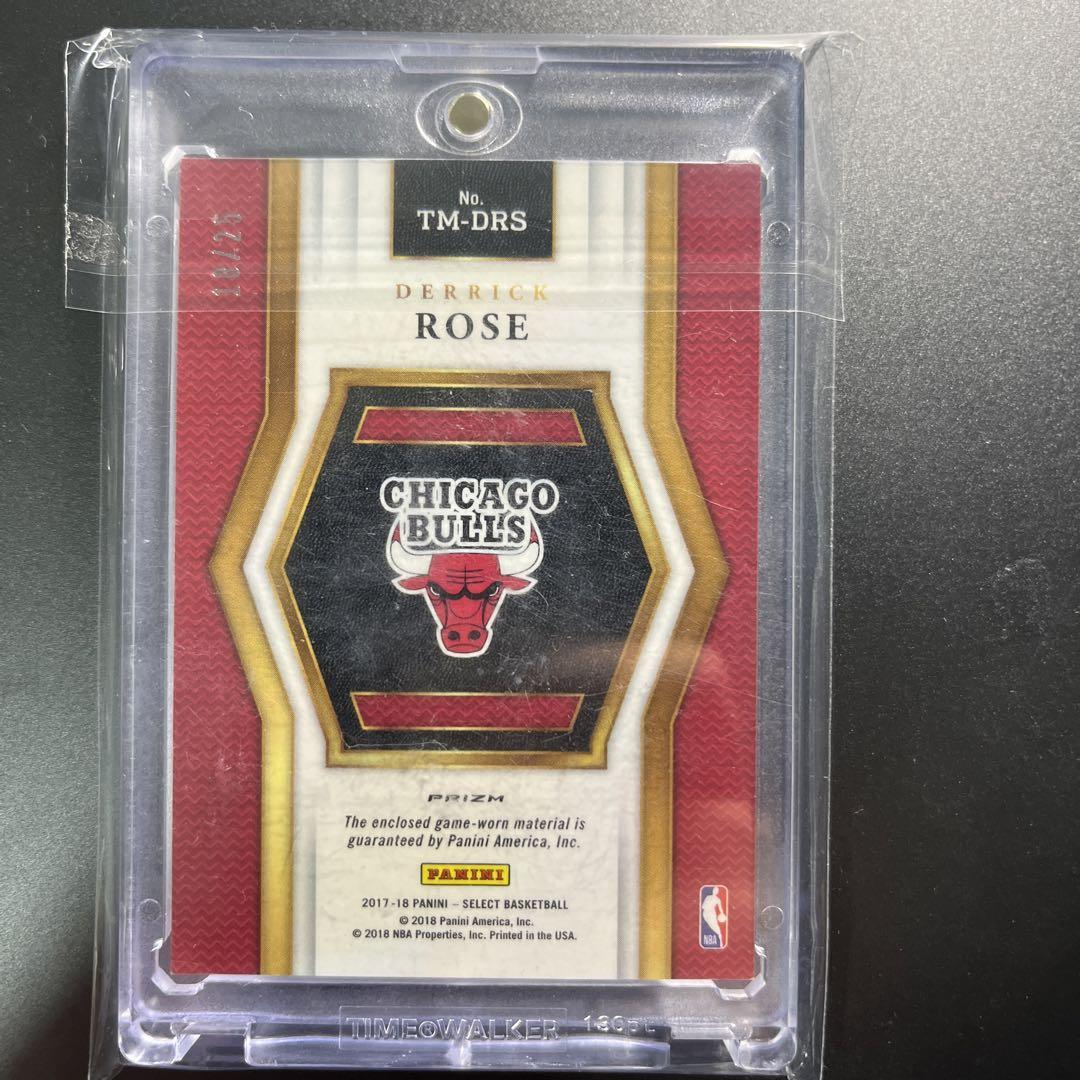 No.
TM-DRS
18/25
DERRICK
ROSE
CHICAGO
BULLS
PRIZM
The enclosed game-worn material is
guaranteed by Panini America, Inc.
PANINI
2017-18 PANINI – SELECT BASKETBALL
© 2018 Panini America, Inc.
© 2018 NBA Properties, Inc. Printed in the USA.
NBA
TIME WALKER